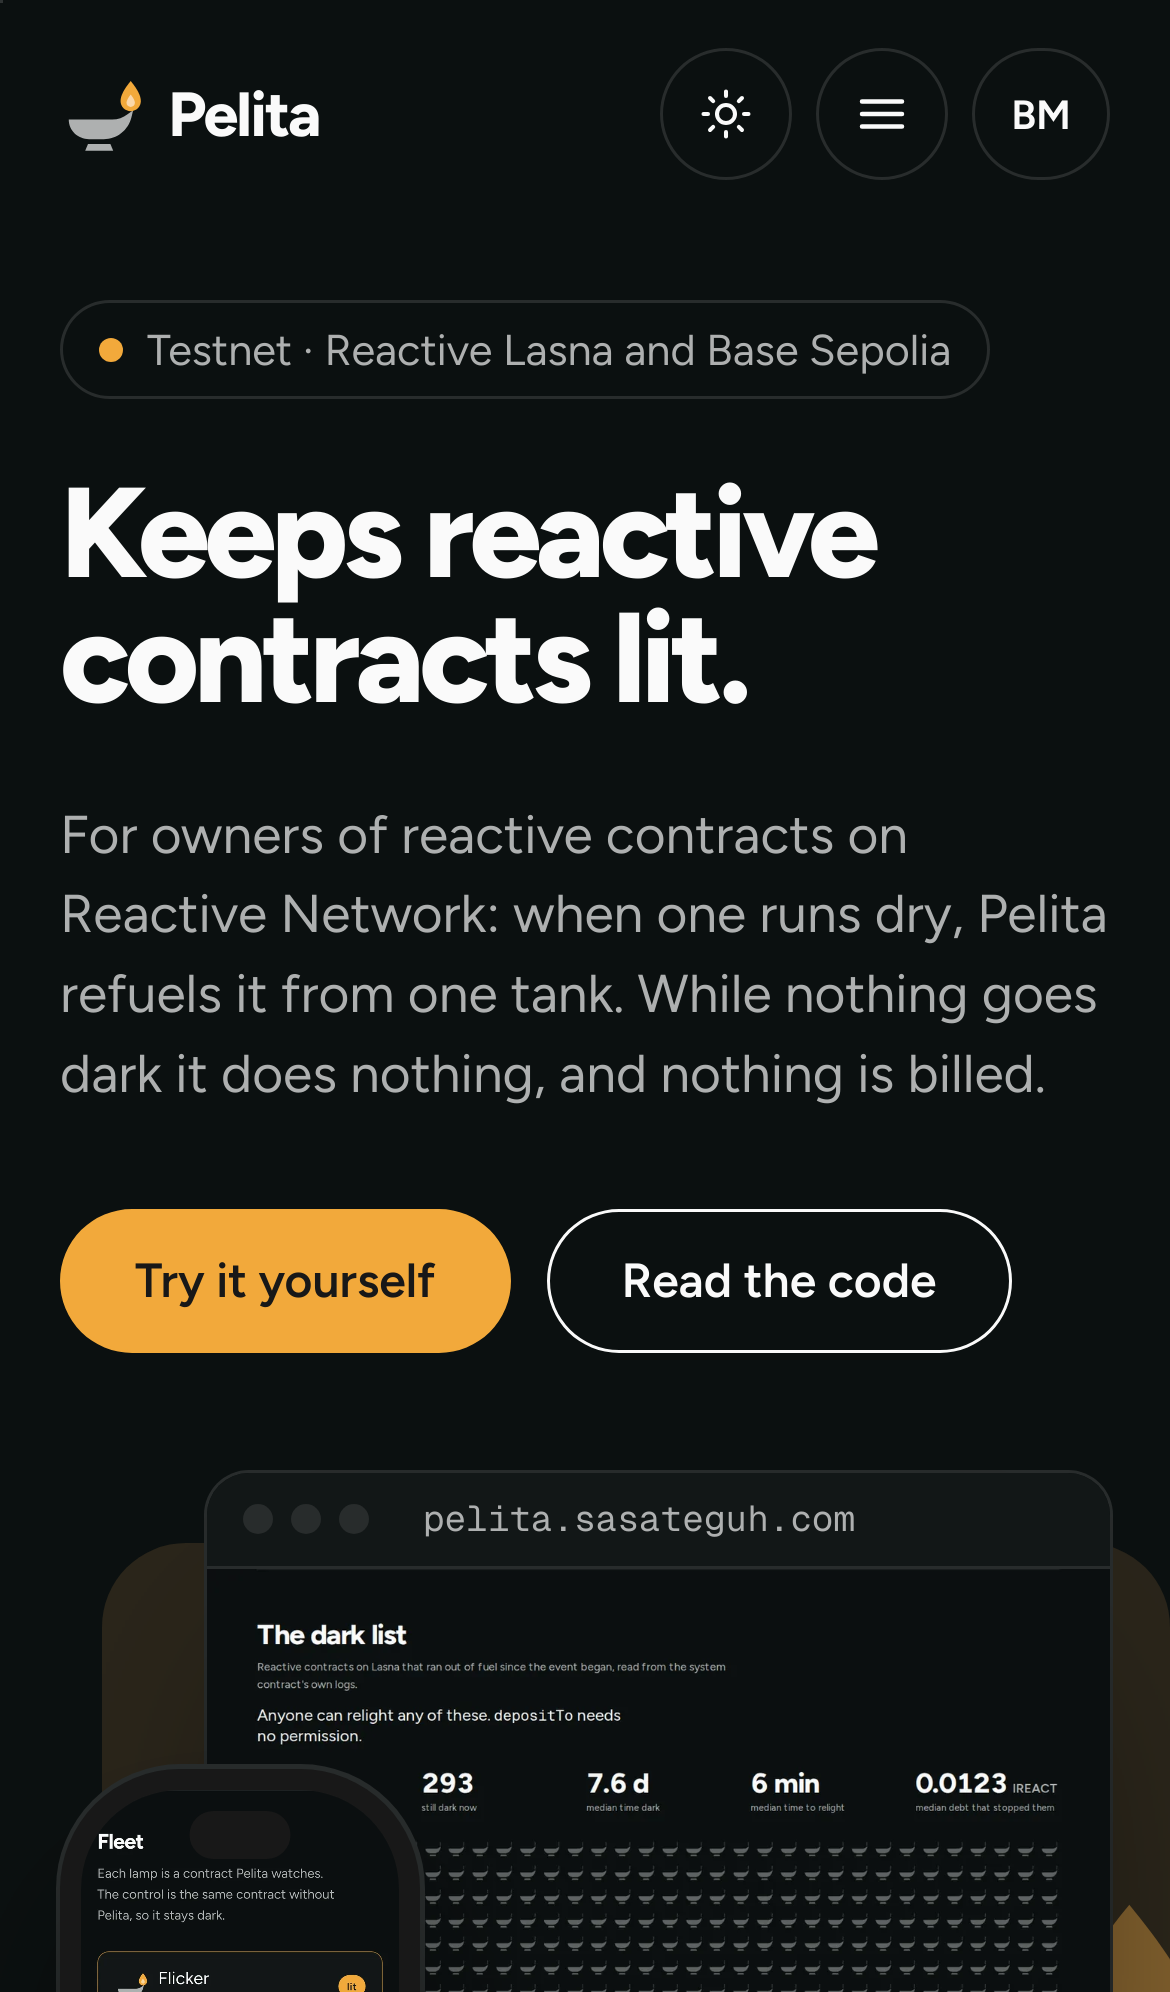 Pelita
BM
Testnet · Reactive Lasna and Base Sepolia
Keeps reactive
contracts lit.
For owners of reactive contracts on
Reactive Network: when one runs dry, Pelita
refuels it from one tank. While nothing goes
dark it does nothing, and nothing is billed.
Try it yourself
Read the code
pelita.sasateguh.com
The dark list
Reactive contracts on Lasna that ran out of fuel since the event began, read from the system
contract's own logs.
Anyone can relight any of these. depositTo needs
no permission.
293
still dark now
7.6 d
median time dark
6 min
median time to relight
0.0123 lREACT
median debt that stopped them
Fleet
Each lamp is a contract Pelita watches.
The control is the same contract without
Pelita, so it stays dark.
Flicker
lit